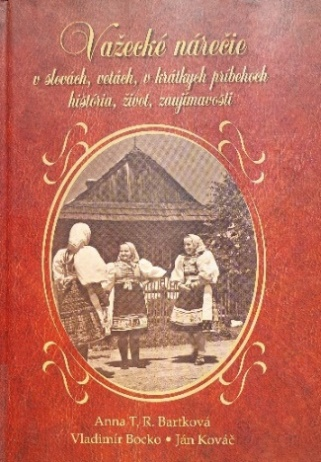 Važecké nárečie
v slovách, vetách, v krátkych príbehoch
história, život, zaujímavosti
Anna T. R. Bartková
Vladimír Bocko • Ján Kováč